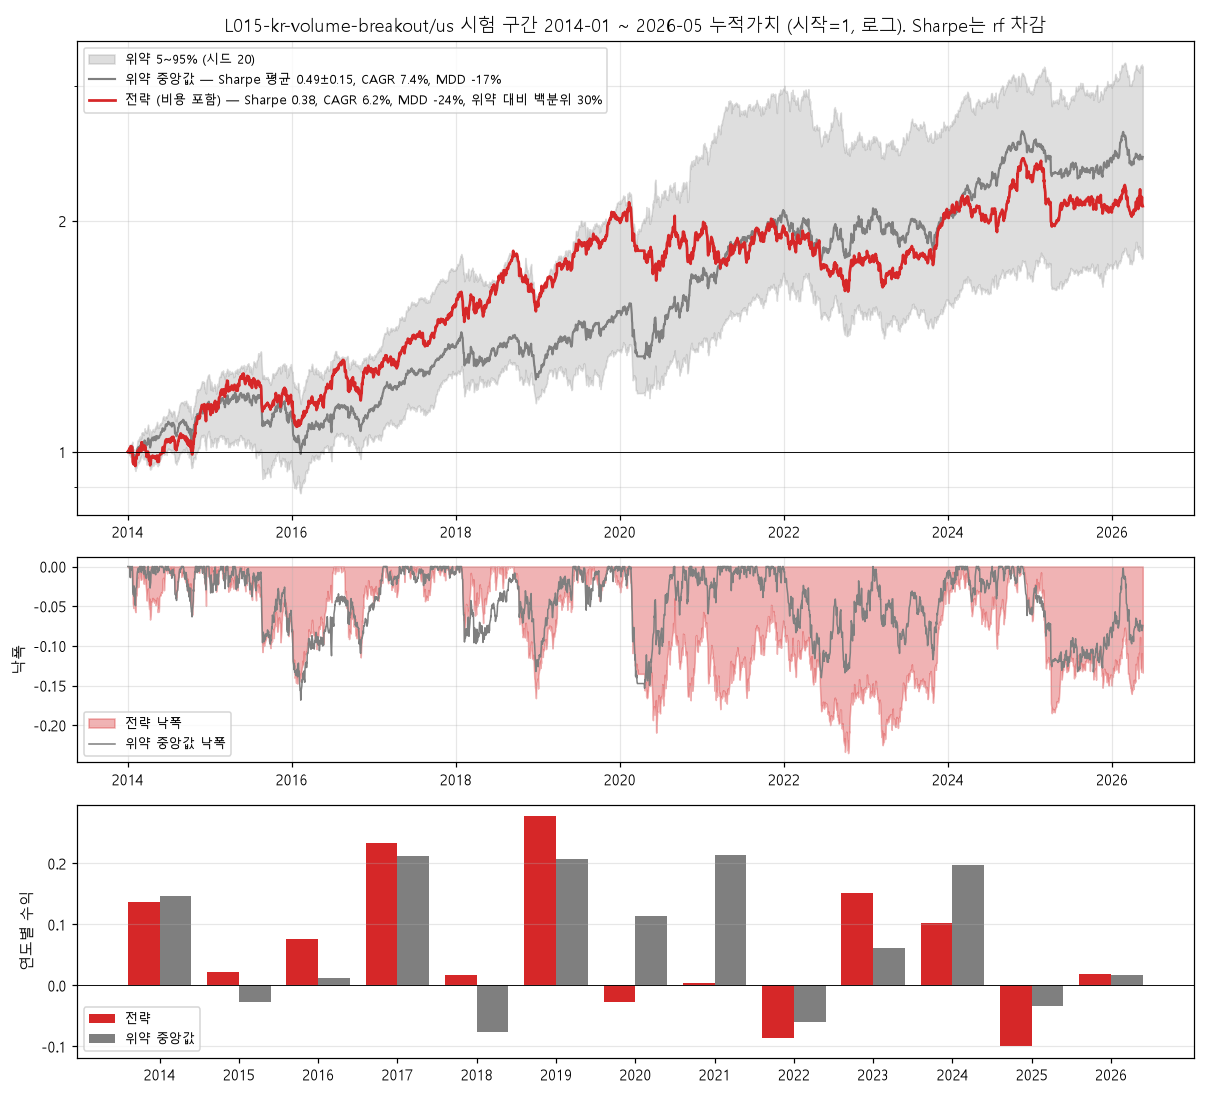 L015-kr-volume-breakout/us 시험 구간 2014-01 ~ 2026-05 누적가치 (시작=1, 로그). Sharpe는 rf 차감
위약 5~95% (시드 20)
위약 중앙값 — Sharpe 평균 0.49±0.15, CAGR 7.4%, MDD -17%
전략 (비용 포함) — Sharpe 0.38, CAGR 6.2%, MDD -24%, 위약 대비 백분위 30%
2
1
2014 2016 2018 2020 2022 2024 2026
0.00
-0.05
-0.10
-0.15
-0.20
낙폭
전략 낙폭
위약 중앙값 낙폭
2014 2016 2018 2020 2022 2024 2026
0.2
0.1
0.0
-0.1
연도별 수익
전략
위약 중앙값
2014 2015 2016 2017 2018 2019 2020 2021 2022 2023 2024 2025 2026